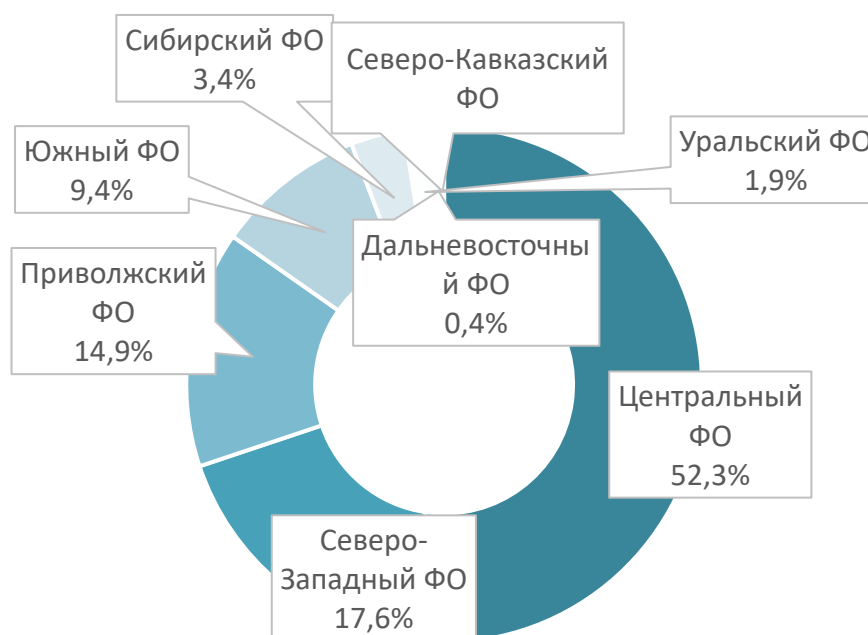 Сибирский ФО
3,4%
Северо-Кавказский
ФО
Уральский ФО
1,9%
Южный ФО
9,4%
Дальневосточны
й ФО
0,4%
Приволжский
ФО
14,9%
Центральный
ФО
52,3%
Северо-
Западный ФО
17,6%